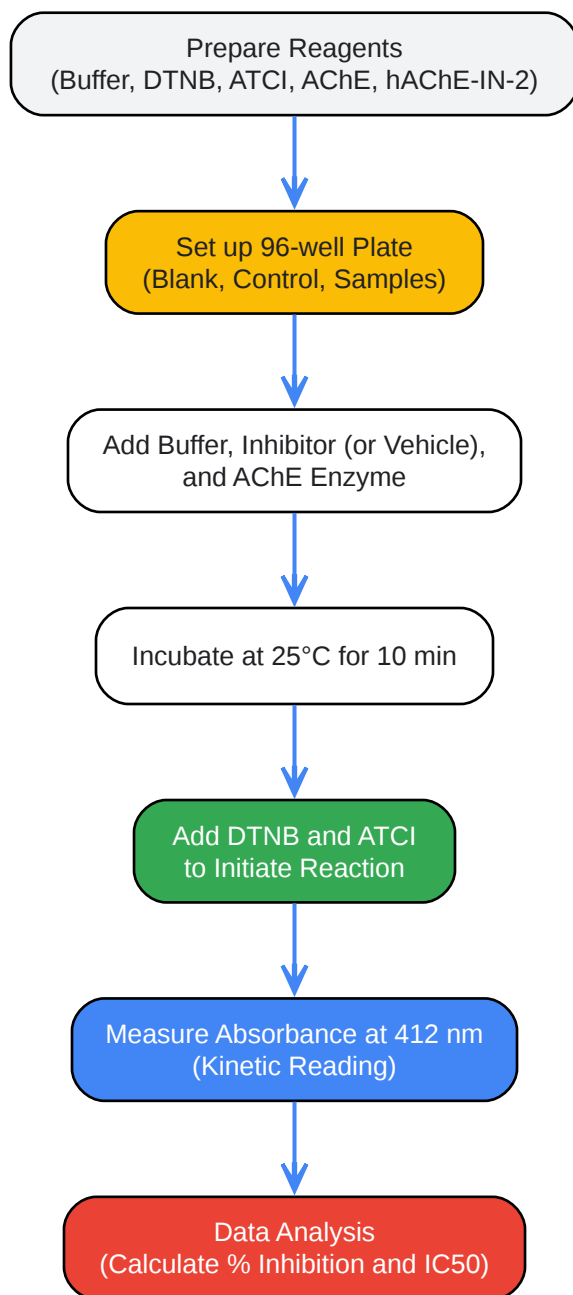 Prepare Reagents
(Buffer, DTNB, ATCI, AChE, hAChE-IN-2)
Set up 96-well Plate
(Blank, Control, Samples)
Add Buffer, Inhibitor (or Vehicle),
and AChE Enzyme
Incubate at 25°C for 10 min
Add DTNB and ATCI
to Initiate Reaction
Measure Absorbance at 412 nm
(Kinetic Reading)
Data Analysis
(Calculate % Inhibition and IC50)